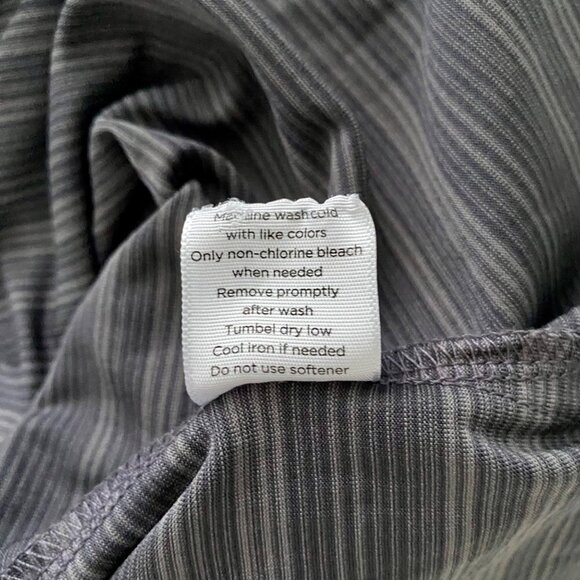 Machine wash cold
with like colors
Only non-chlorine bleach
when needed
Remove promptly
after wash
Tumbel dry low
Cool iron if needed
Do not use softener